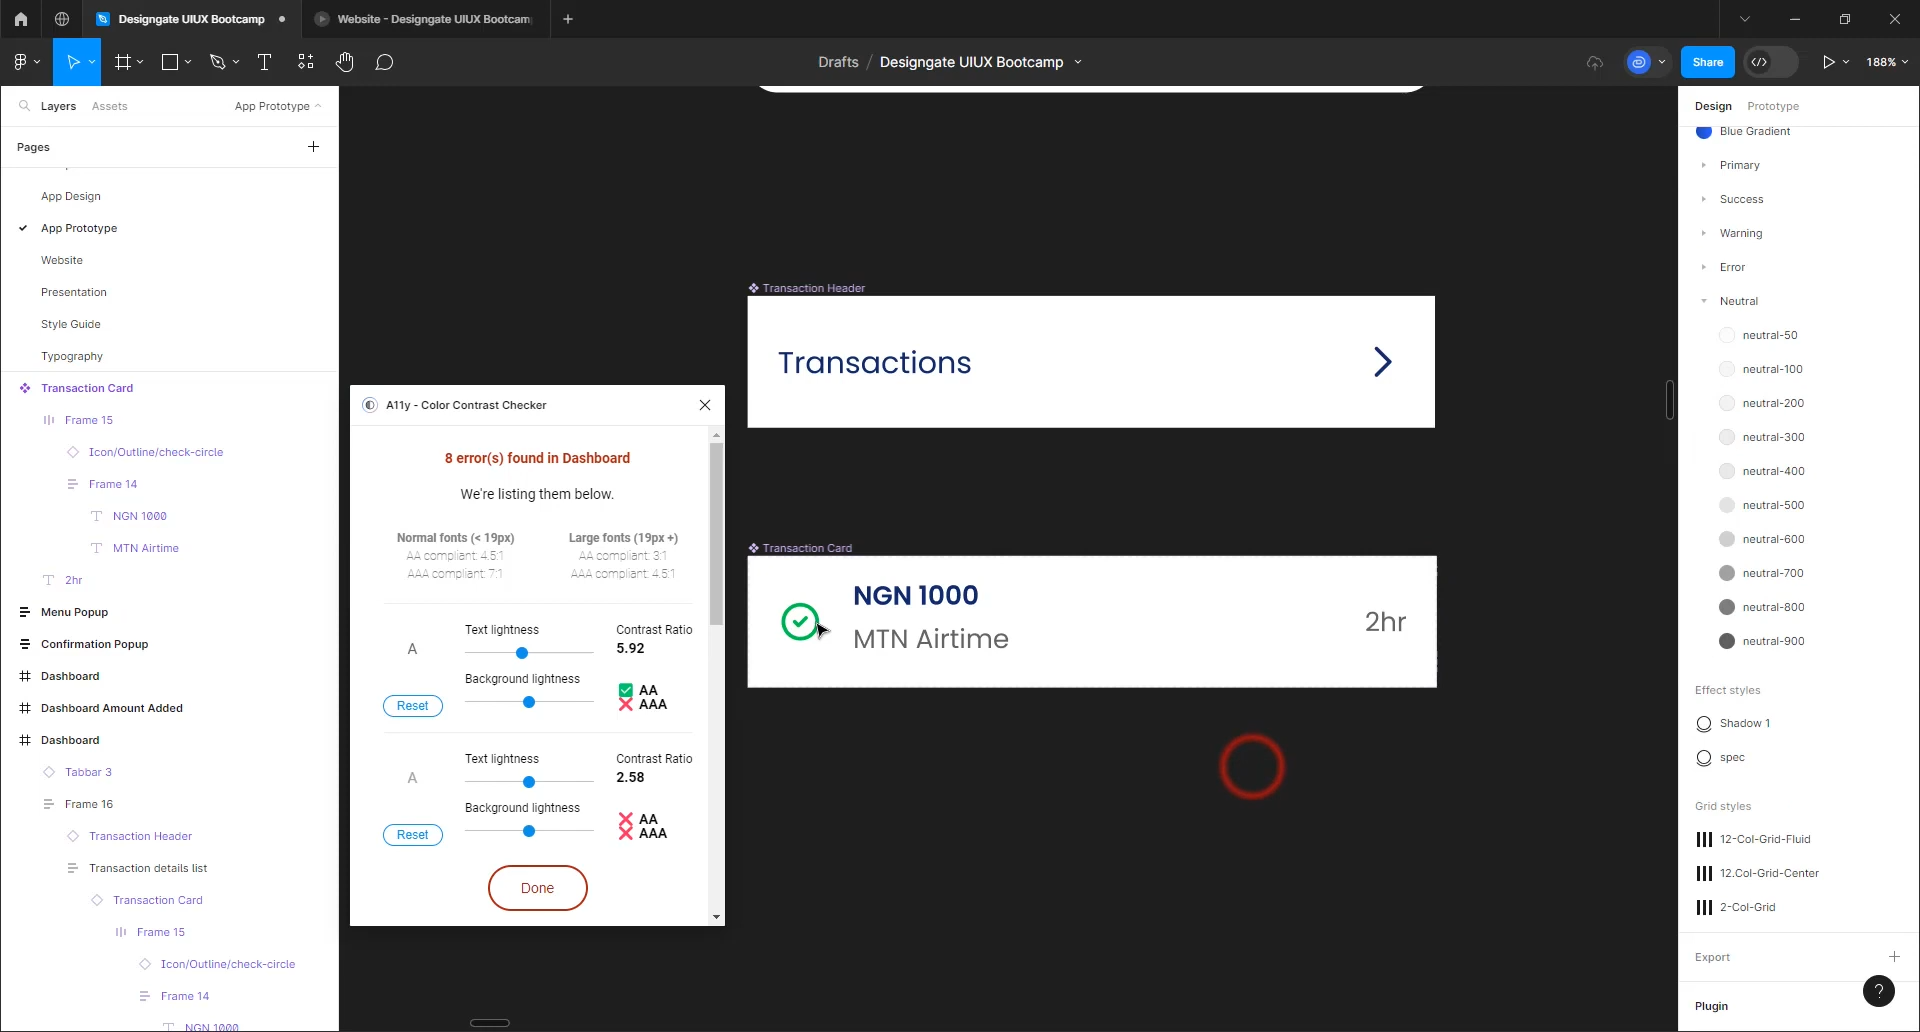 Designgate UIUX Bootcamp
Website - Designgate UIUX Bootcam
Drafts / Designgate UIUX Bootcamp
Share
188%
Layers
Assets
App Prototype
Pages
App Design
App Prototype
Website
Presentation
Style Guide
Typography
Transaction Card
Frame 15
Icon/Outline/check-circle
Frame 14
NGN 1000
MTN Airtime
2hr
Menu Popup
Confirmation Popup
Dashboard
Dashboard Amount Added
Dashboard
Tabbar 3
Frame 16
Transaction Header
Transaction details list
Transaction Card
Frame 15
Icon/Outline/check-circle
Frame 14
NGN 1000
A11y - Color Contrast Checker
8 error(s) found in Dashboard
We're listing them below.
Normal fonts (< 19px)
AA compliant: 4.5:1
AAA compliant: 7:1
Large fonts (19px +)
AA compliant: 3:1
AAA compliant: 4.5:1
A
Text lightness
Contrast Ratio
5.92
Background lightness
AA
AAA
Reset
A
Text lightness
Contrast Ratio
2.58
Background lightness
AA
AAA
Reset
Done
Transaction Header
Transactions
Transaction Card
NGN 1000
MTN Airtime
2hr
Design
Prototype
Blue Gradient
Primary
Success
Warning
Error
Neutral
neutral-50
neutral-100
neutral-200
neutral-300
neutral-400
neutral-500
neutral-600
neutral-700
neutral-800
neutral-900
Effect styles
Shadow 1
spec
Grid styles
12-Col-Grid-Fluid
12.Col-Grid-Center
2-Col-Grid
Export
Plugin
?